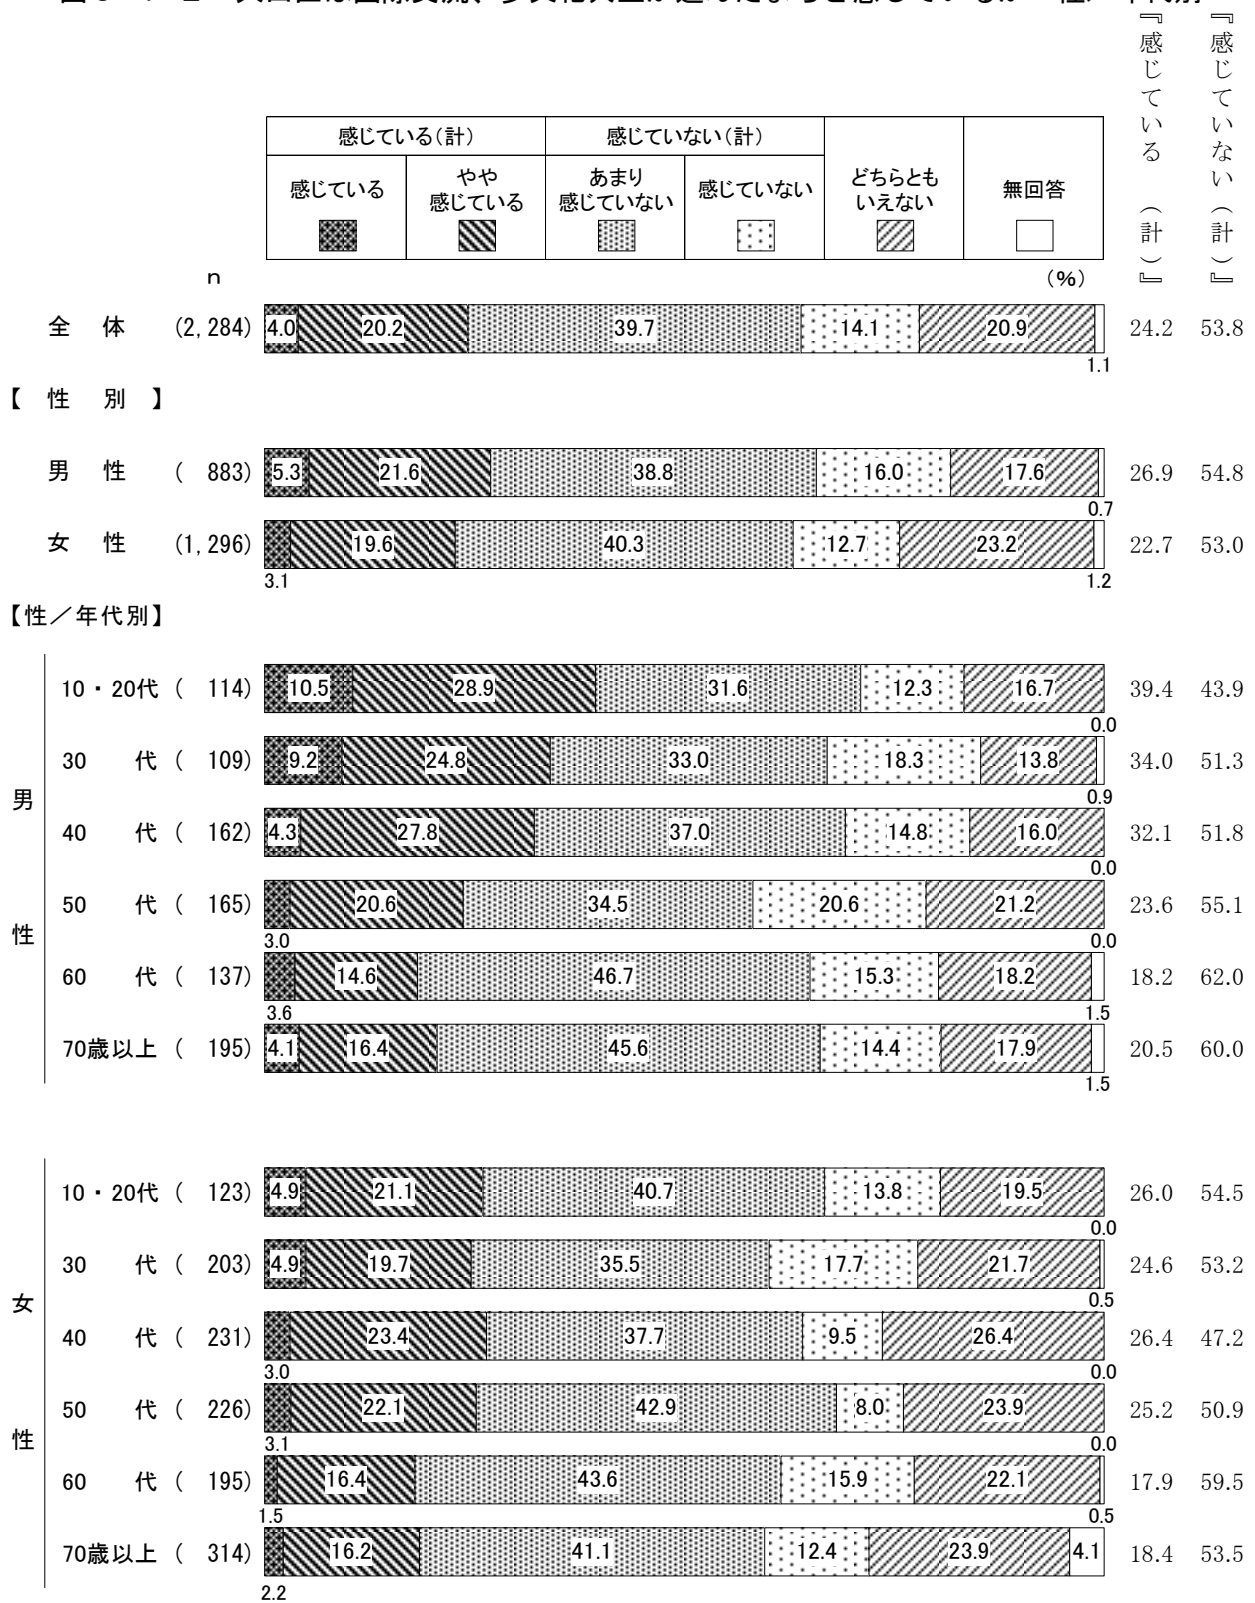 『感じている（計）』
『感じていない（計）』
感じている（計） 感じていない（計）
感じている
やや
感じている
あまり
感じていない
感じていない
どちらとも
いえない
無回答
n （%）
全 体 (2,284) 4.0 20.2 39.7 14.1 20.9 24.2 53.8
1.1
【 性 別 】
男 性 ( 883) 5.3 21.6 38.8 16.0 17.6 26.9 54.8
0.7
女 性 (1,296) 19.6 40.3 12.7 23.2 22.7 53.0
3.1 1.2
【性／年代別】
男性
10・20代 ( 114) 10.5 28.9 31.6 12.3 16.7 39.4 43.9
0.0
30 代 ( 109) 9.2 24.8 33.0 18.3 13.8 34.0 51.3
0.9
40 代 ( 162) 4.3 27.8 37.0 14.8 16.0 32.1 51.8
0.0
50 代 ( 165) 20.6 34.5 20.6 21.2 23.6 55.1
3.0 0.0
60 代 ( 137) 14.6 46.7 15.3 18.2 18.2 62.0
3.6 1.5
70歳以上 ( 195) 4.1 16.4 45.6 14.4 17.9 20.5 60.0
1.5
女性
10・20代 ( 123) 4.9 21.1 40.7 13.8 19.5 26.0 54.5
0.0
30 代 ( 203) 4.9 19.7 35.5 17.7 21.7 24.6 53.2
0.5
40 代 ( 231) 23.4 37.7 9.5 26.4 26.4 47.2
3.0 0.0
50 代 ( 226) 22.1 42.9 8.0 23.9 25.2 50.9
3.1 0.0
60 代 ( 195) 16.4 43.6 15.9 22.1 17.9 59.5
1.5 0.5
70歳以上 ( 314) 16.2 41.1 12.4 23.9 4.1 18.4 53.5
2.2